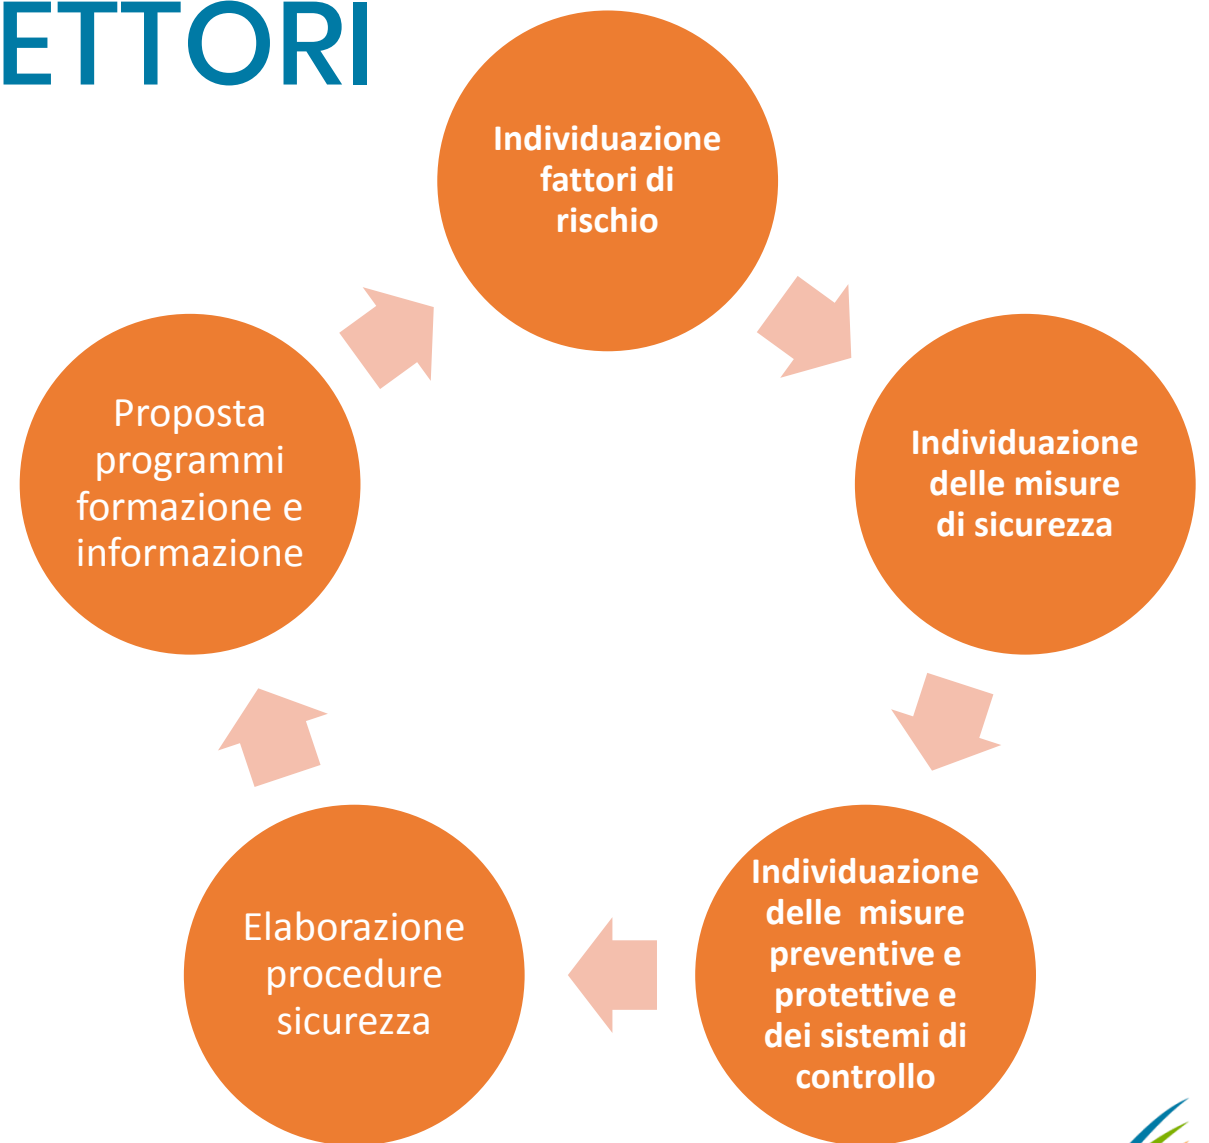 ETTORI
Individuazione
fattori di
rischio
Individuazione
delle misure
di sicurezza
Individuazione
delle misure
preventive e
protettive e
dei sistemi di
controllo
Elaborazione
procedure
sicurezza
Proposta
programmi
formazione e
informazione